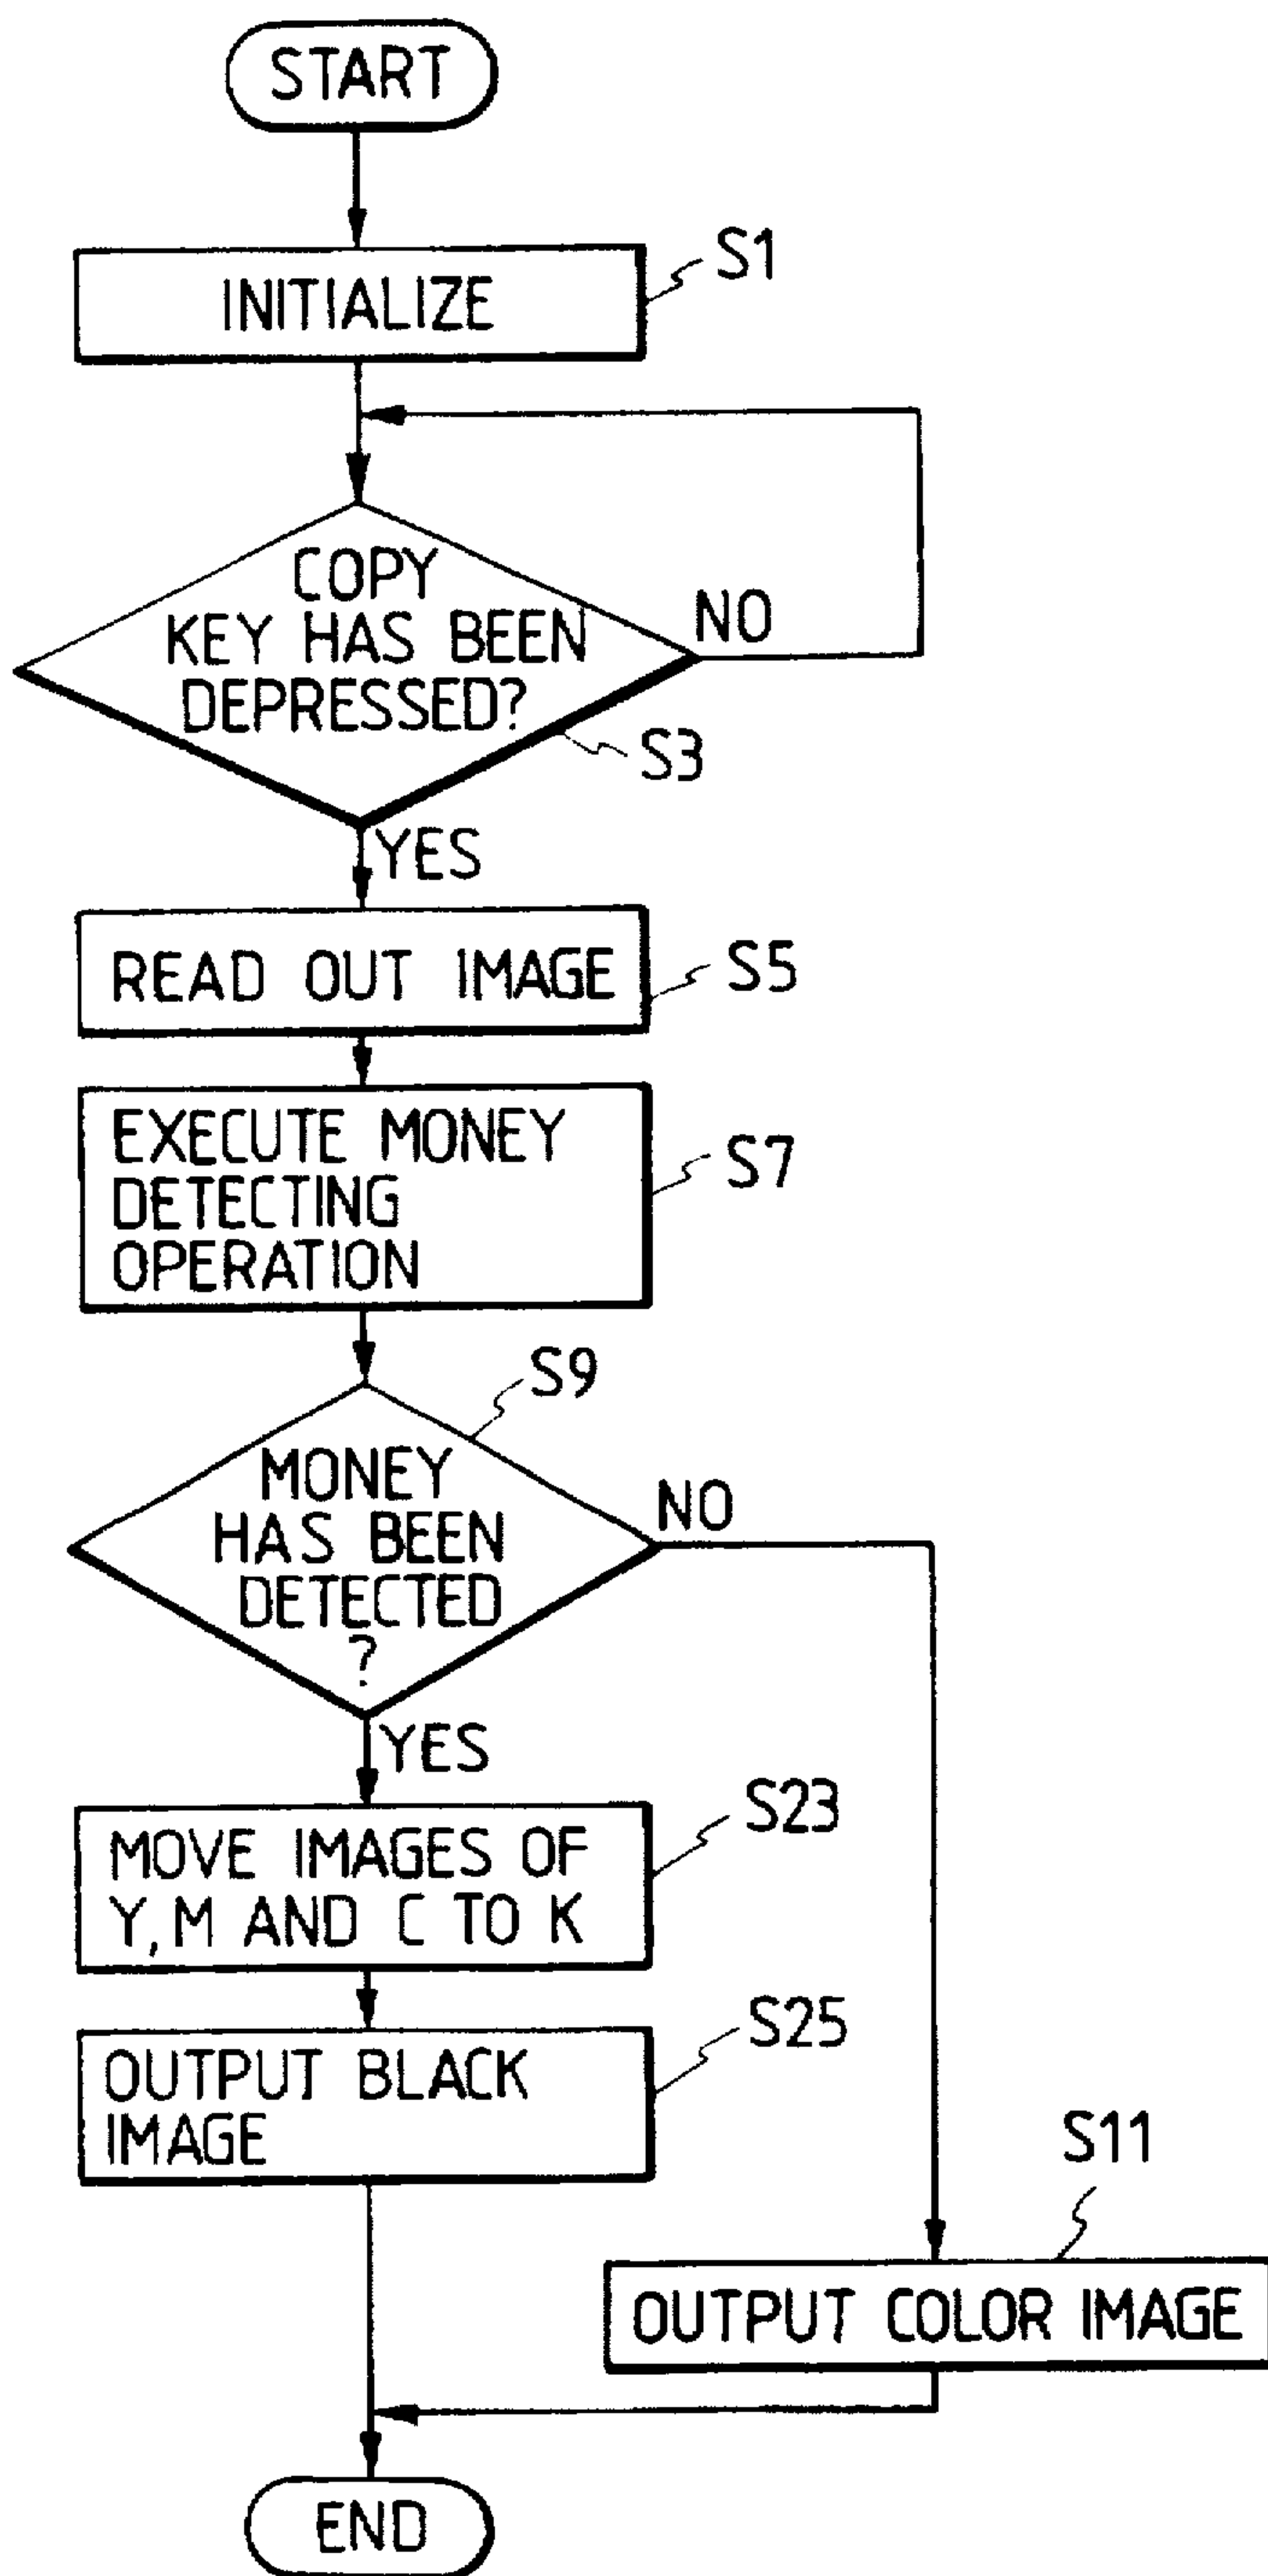 START
INITIALIZE
S1
COPY
KEY HAS BEEN
DEPRESSED?
NO
S3
YES
READ OUT IMAGE
S5
EXECUTE MONEY
DETECTING
OPERATION
S7
S9
MONEY
HAS BEEN
DETECTED
?
NO
YES
MOVE IMAGES OF
Y, M AND C TO K
S23
OUTPUT BLACK
IMAGE
S25
S11
OUTPUT COLOR IMAGE
END